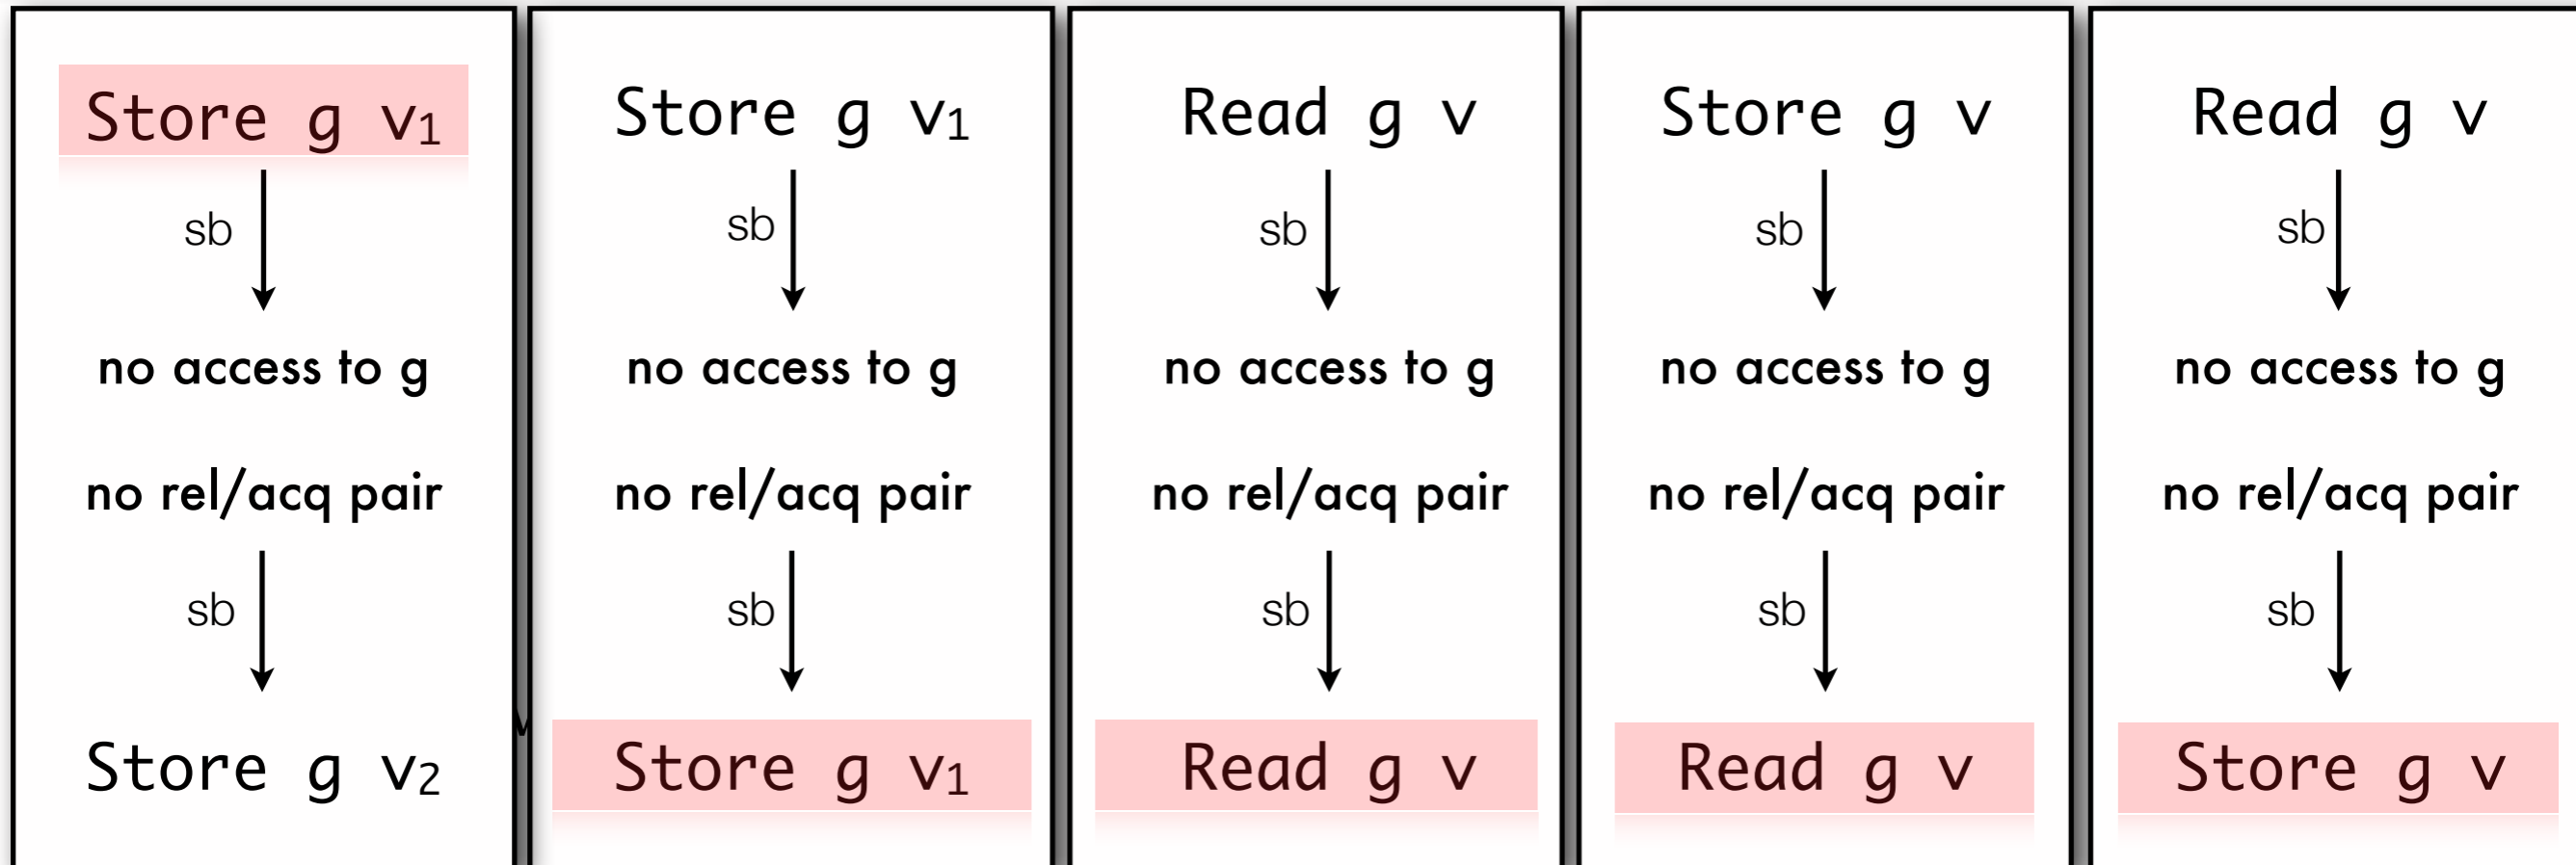 Store g v₁
sb
no access to g
no rel/acq pair
sb
Store g v₂
Store g v₁
sb
no access to g
no rel/acq pair
sb
Store g v₁
Read g v
sb
no access to g
no rel/acq pair
sb
Read g v
Store g v
sb
no access to g
no rel/acq pair
sb
Read g v
Read g v
sb
no access to g
no rel/acq pair
sb
Store g v